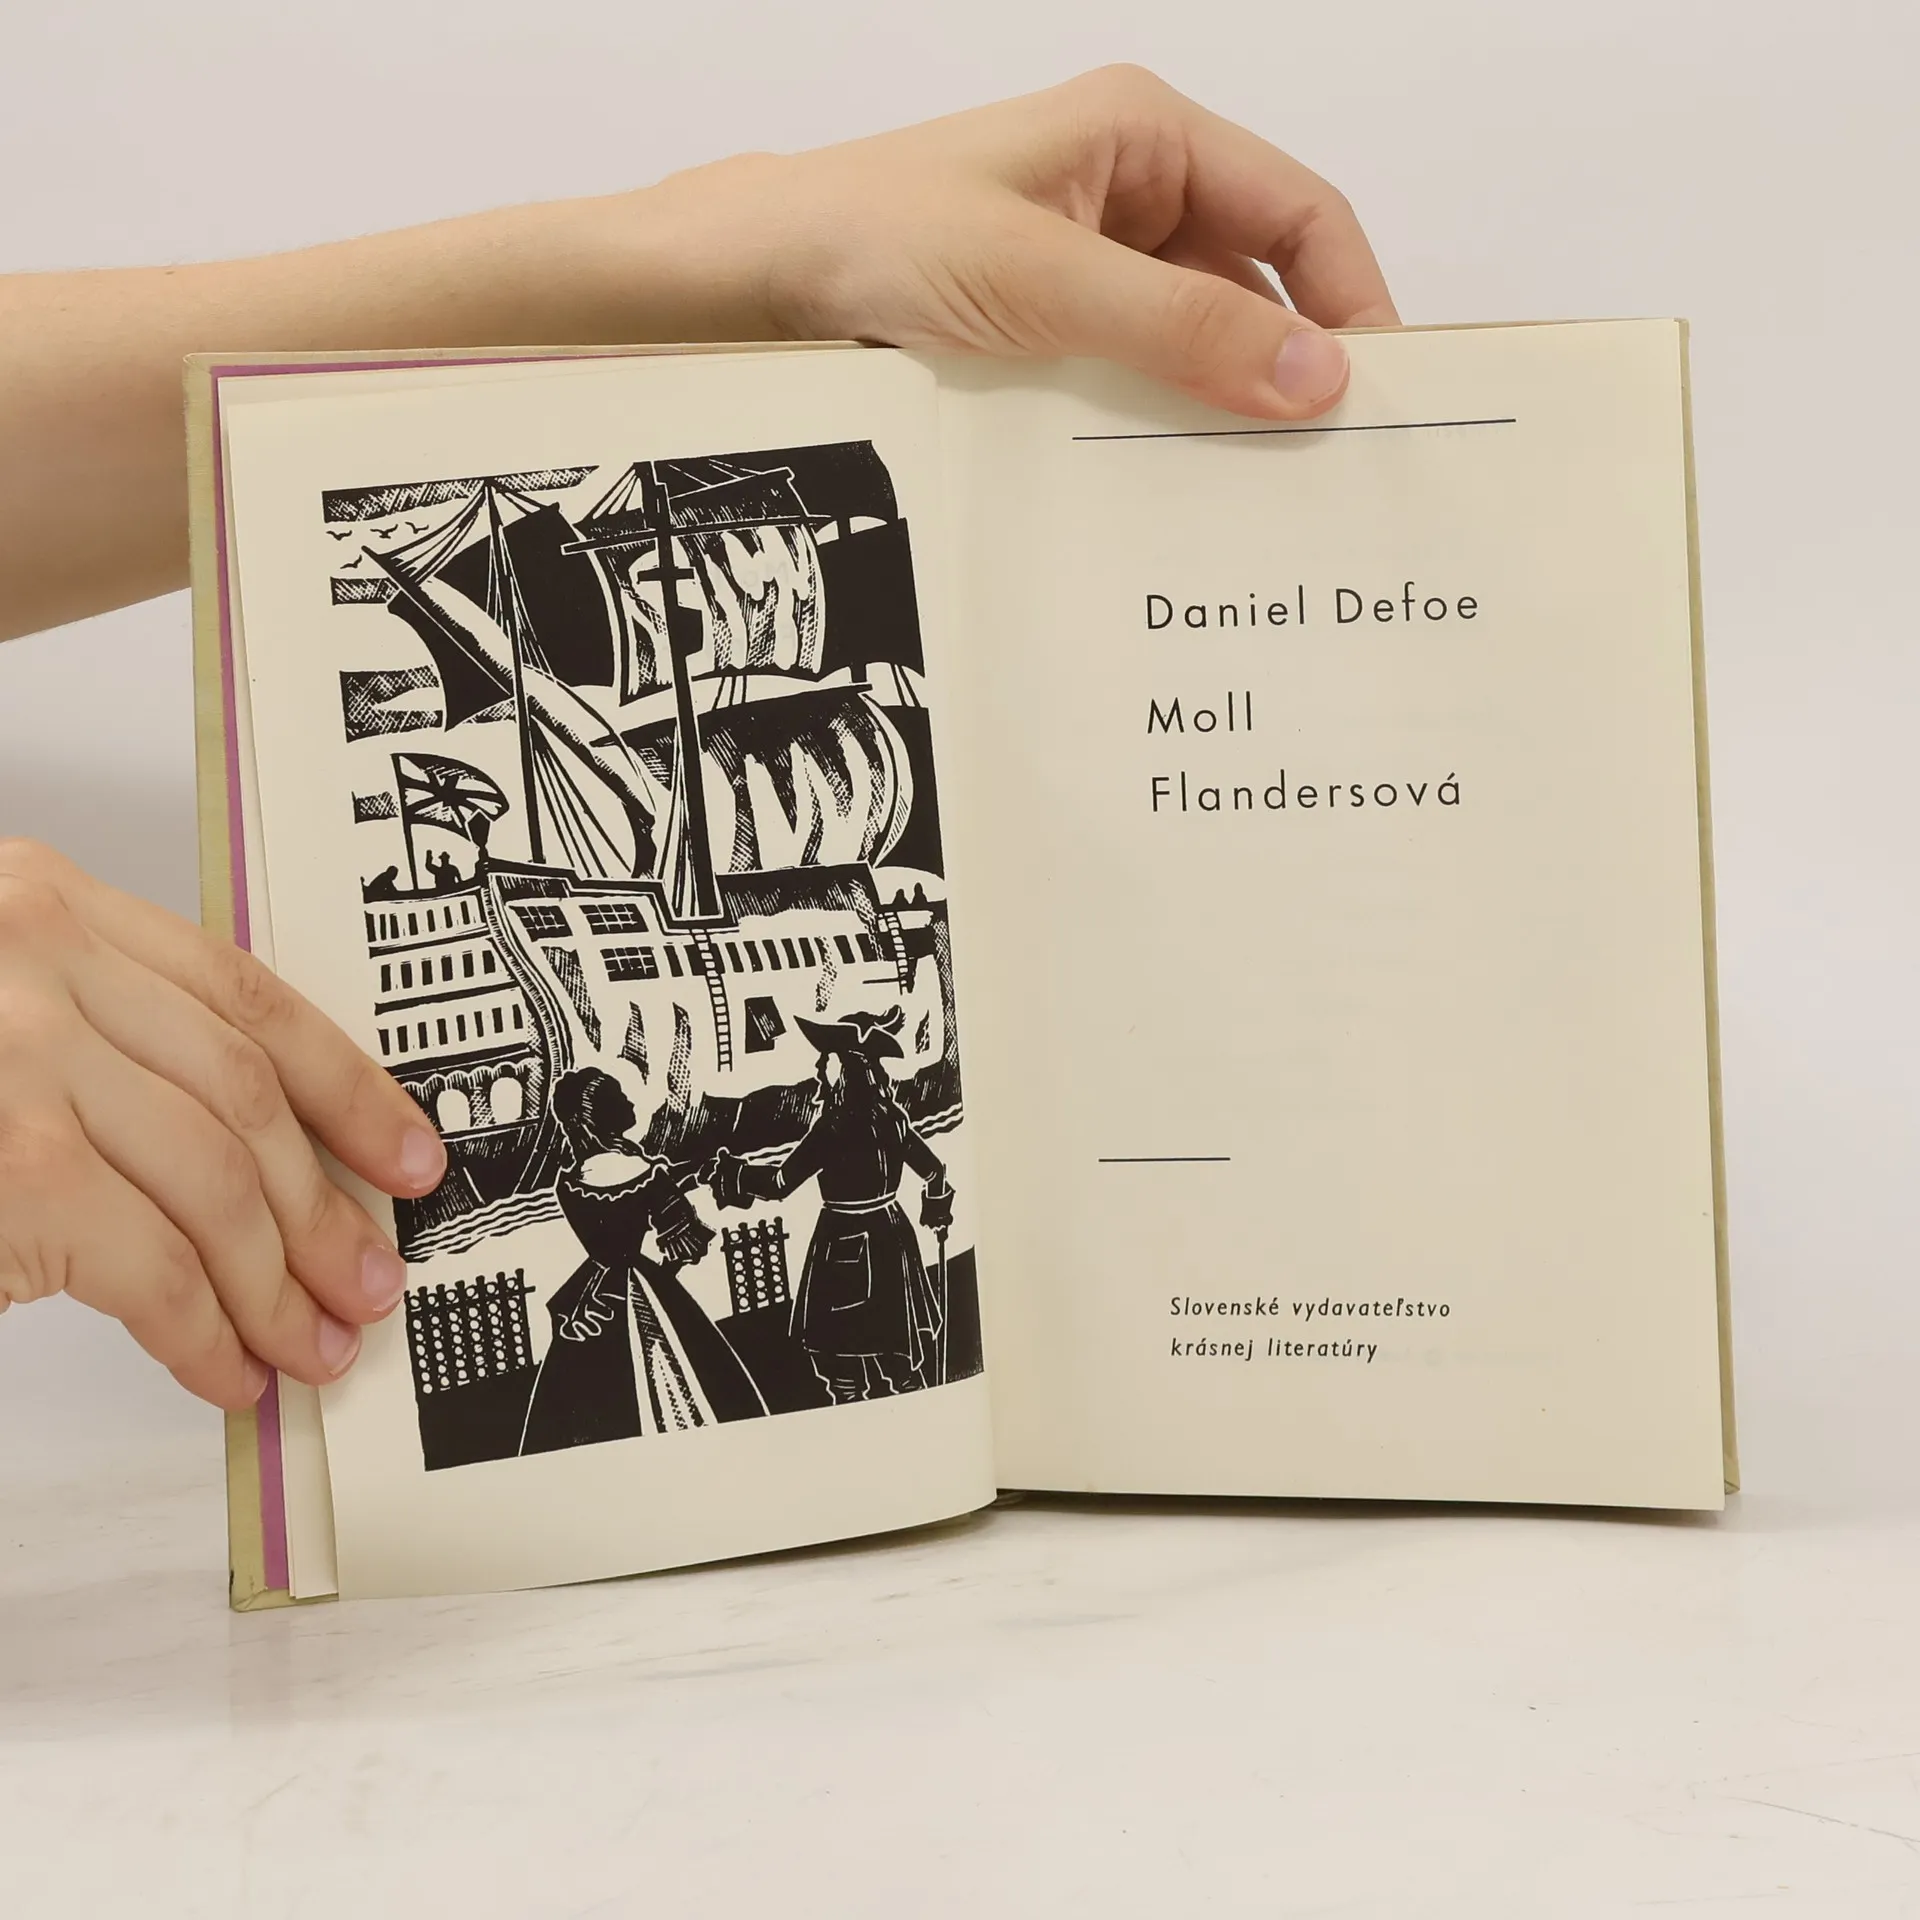 Daniel Defoe
Moll
Flandersová
Slovenské vydavateľstvo
krásnej literatúry